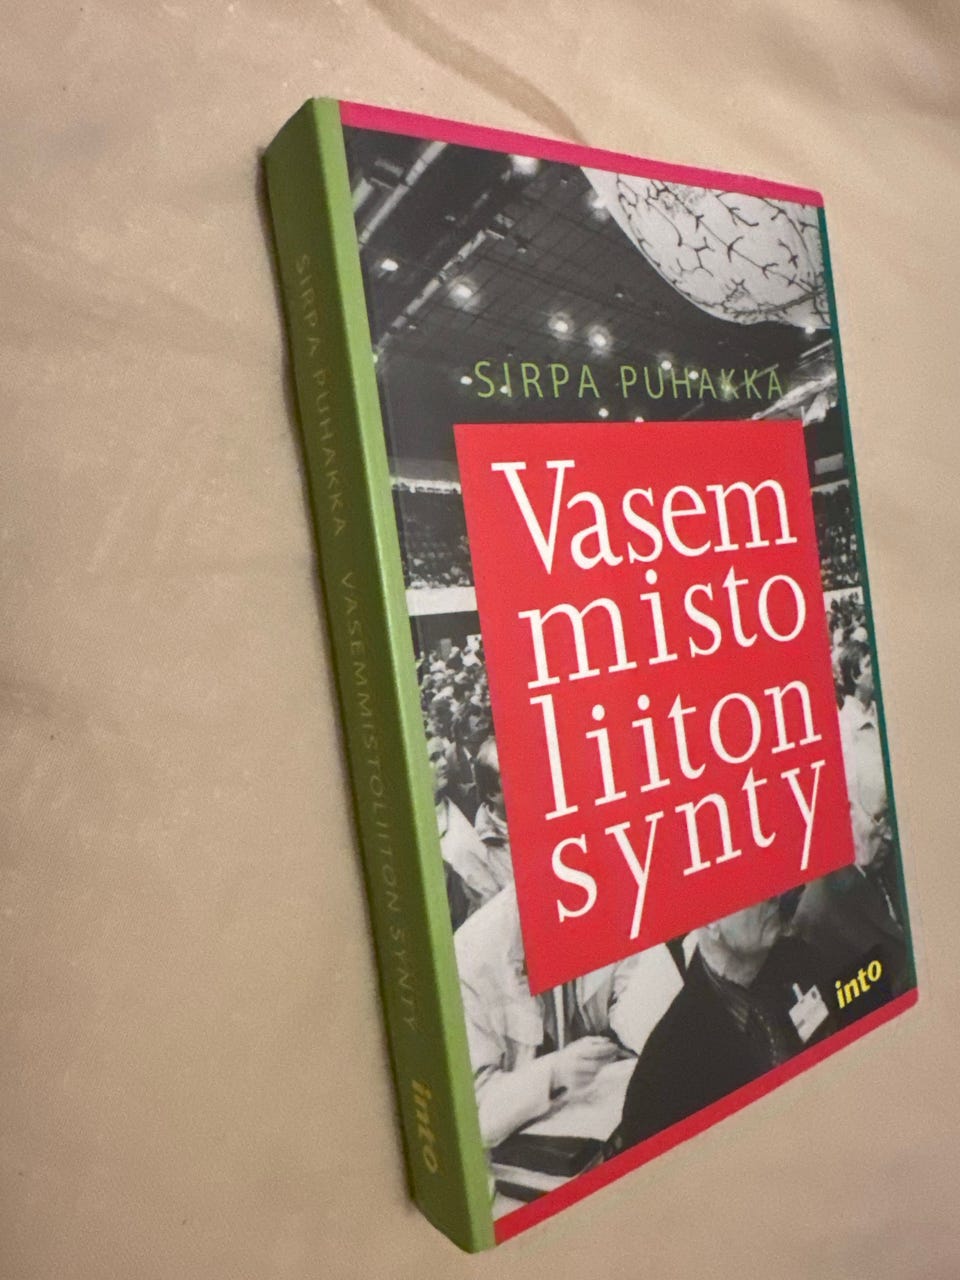 SIRPA PUHAKKA
Vasem
misto
liiton
synty
into
SIRPA PUHAKKA VASEMMISTOLIITON SYNTY into